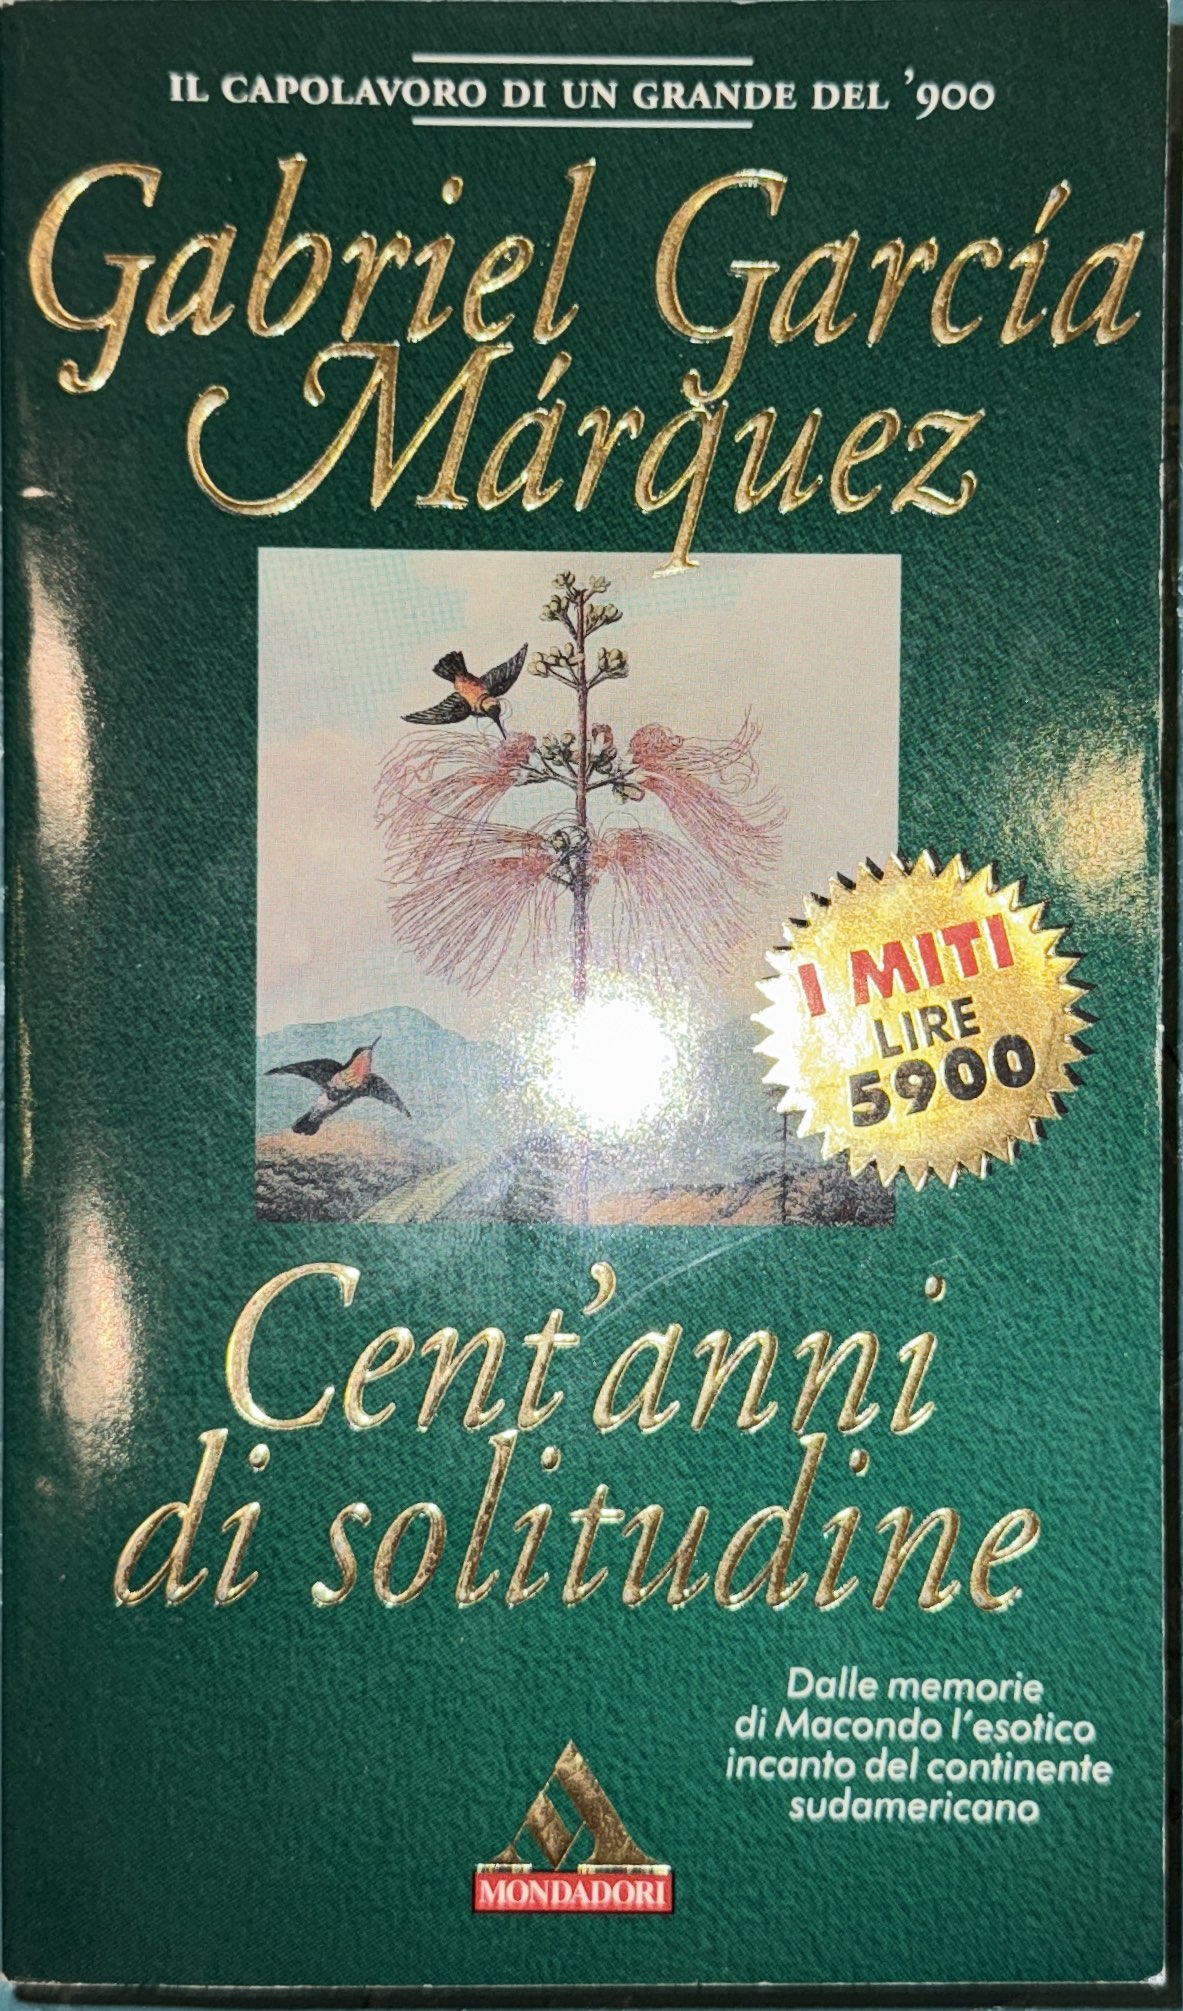 IL CAPOLAVORO DI UN GRANDE DEL '900
Gabriel García
Márquez
I MITI
LIRE
5900
Cent'anni
di solitudine
Dalle memorie
di Macondo l'esotico
incanto del continente
sudamericano
MONDADORI